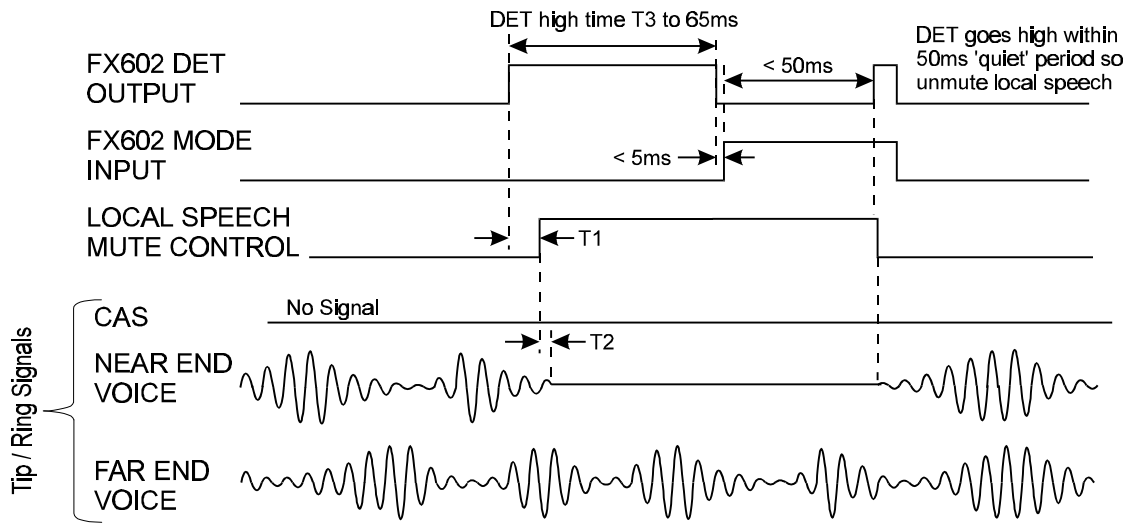 DET high time T3 to 65ms
FX602 DET
OUTPUT
< 50ms
DET goes high within
50ms 'quiet' period so
unmute local speech
FX602 MODE
INPUT
< 5ms
LOCAL SPEECH
MUTE CONTROL
T1
Tip / Ring Signals
CAS
No Signal
T2
NEAR END
VOICE
FAR END
VOICE